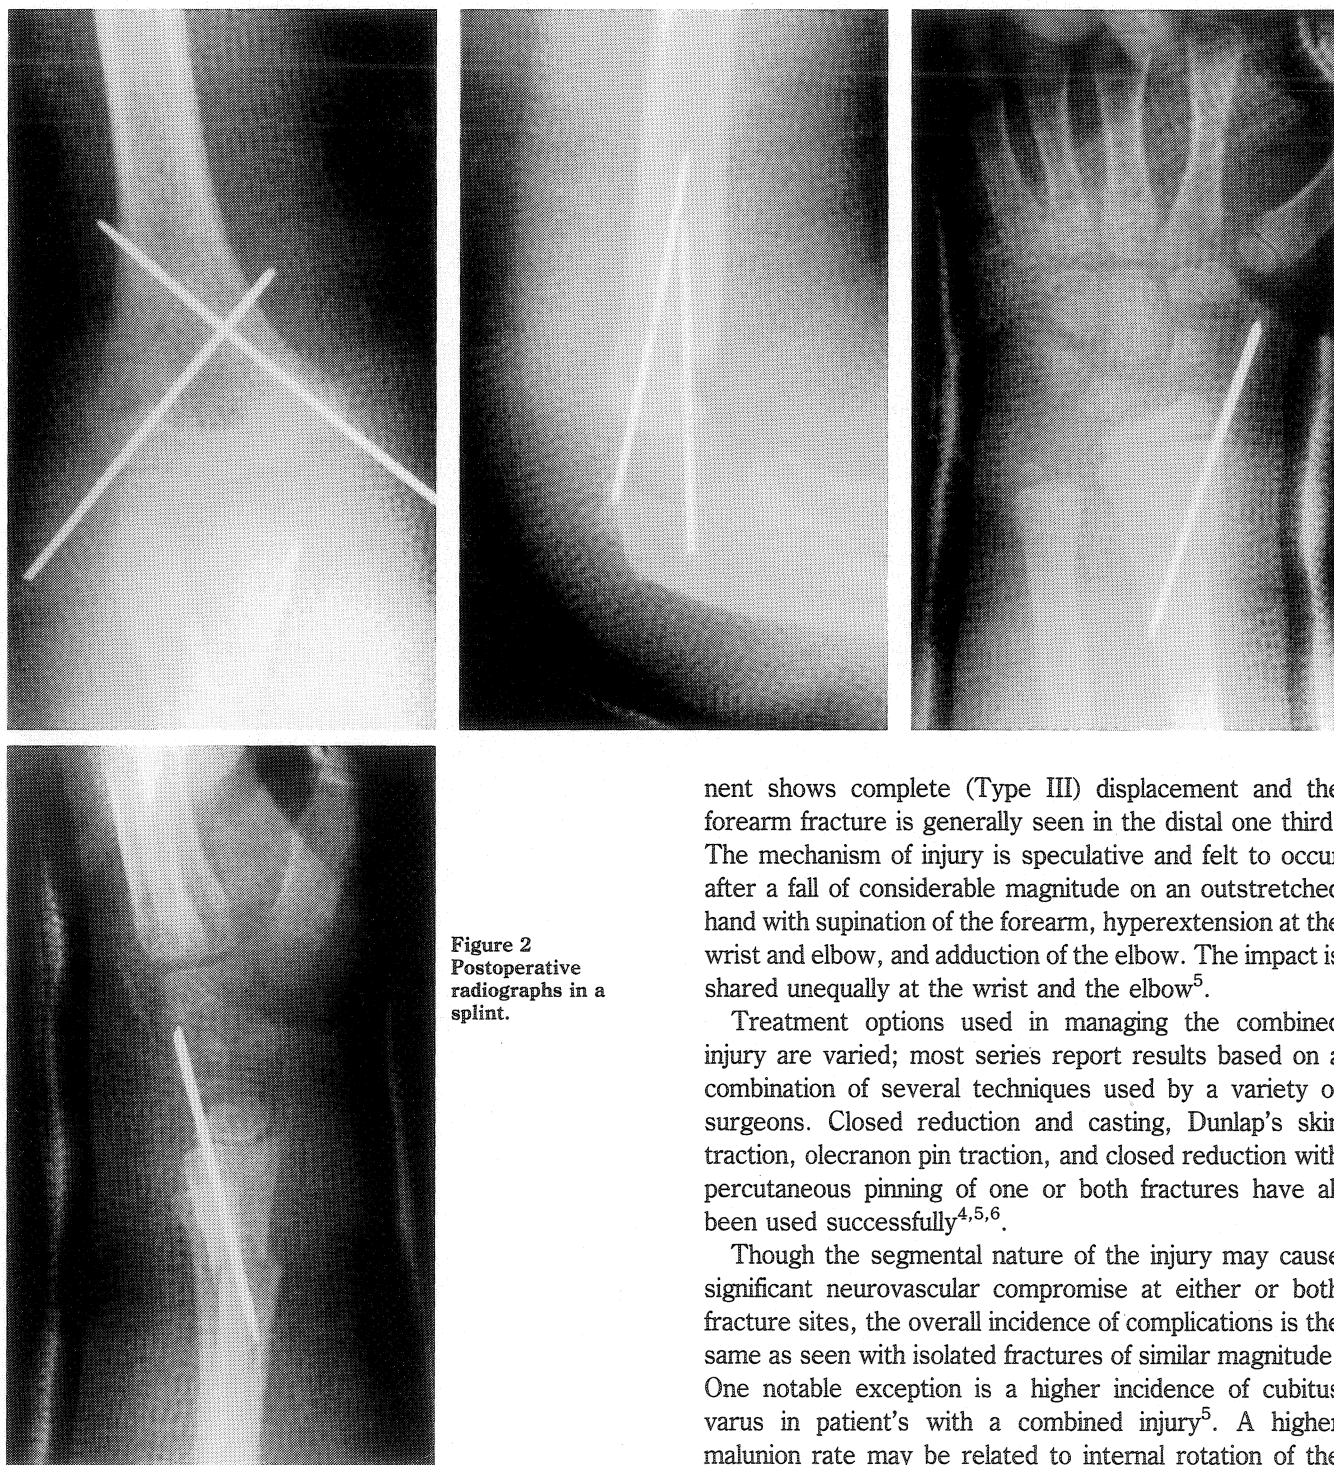 Figure 2
Postoperative
radiographs in a
splint.
nent shows complete (Type III) displacement and the
forearm fracture is generally seen in the distal one third
The mechanism of injury is speculative and felt to occur
after a fall of considerable magnitude on an outstretched
hand with supination of the forearm, hyperextension at the
wrist and elbow, and adduction of the elbow. The impact is
shared unequally at the wrist and the elbow⁵.
Treatment options used in managing the combined
injury are varied; most series report results based on a
combination of several techniques used by a variety of
surgeons. Closed reduction and casting, Dunlap's skin
traction, olecranon pin traction, and closed reduction with
percutaneous pinning of one or both fractures have al
been used successfully⁴,⁵,⁶.
Though the segmental nature of the injury may cause
significant neurovascular compromise at either or both
fracture sites, the overall incidence of complications is the
same as seen with isolated fractures of similar magnitude
One notable exception is a higher incidence of cubitus
varus in patient's with a combined injury⁵. A higher
malunion rate may be related to internal rotation of the